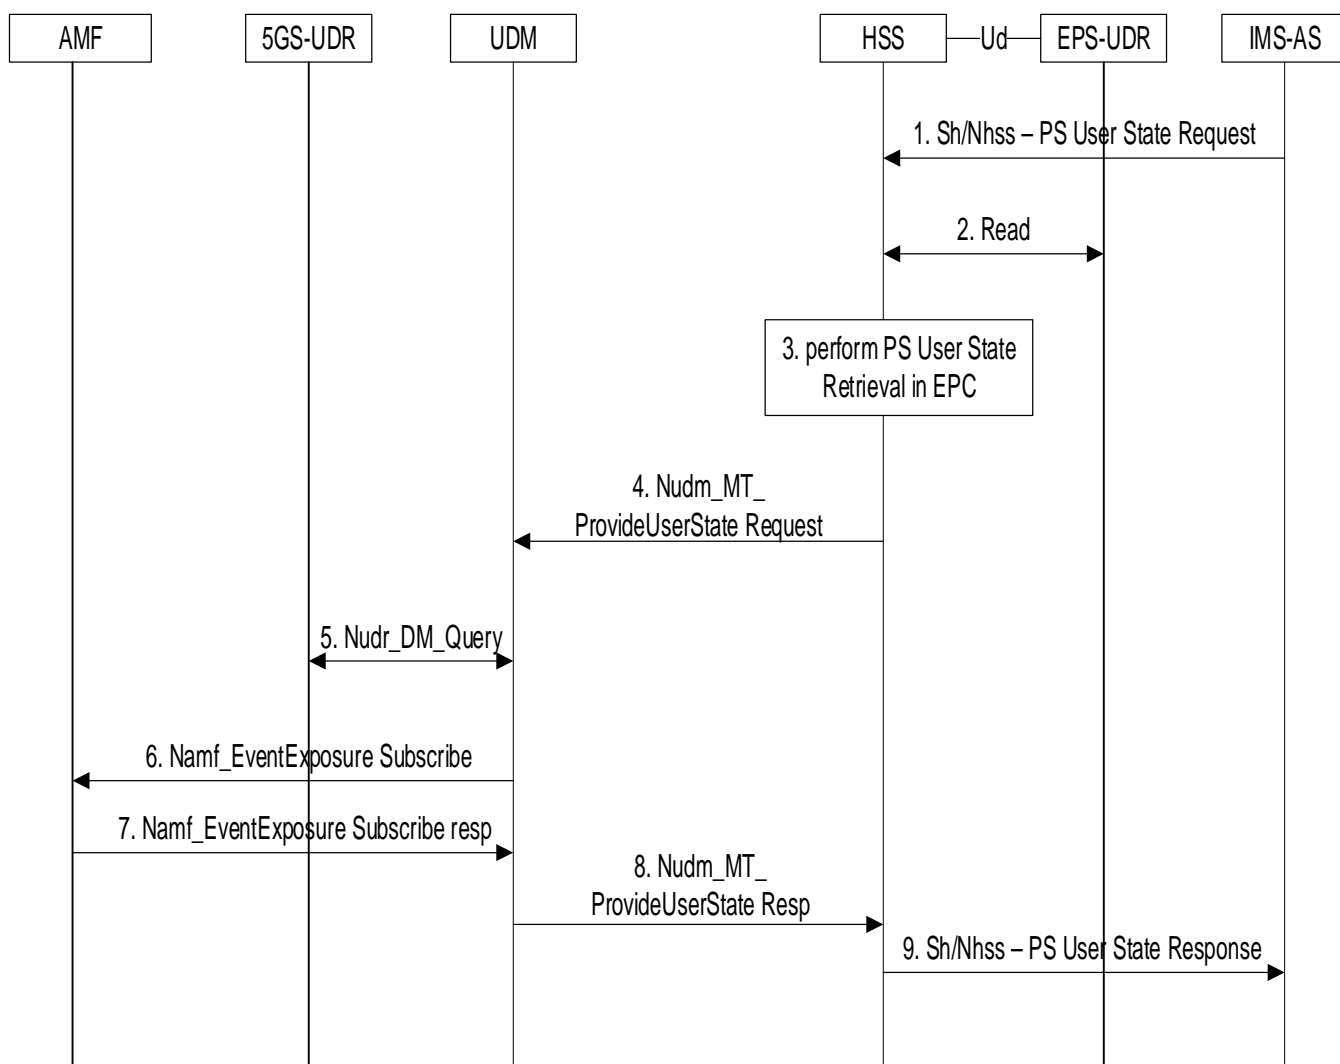 AMF
5GS-UDR
UDM
HSS
Ud
EPS-UDR
IMS-AS
1. Sh/Nhss – PS User State Request
2. Read
3. perform PS User State
Retrieval in EPC
4. Nudm_MT_
ProvideUserState Request
5. Nudr_DM_Query
6. Namf_EventExposure Subscribe
7. Namf_EventExposure Subscribe resp
8. Nudm_MT_
ProvideUserState Resp
9. Sh/Nhss – PS User State Response